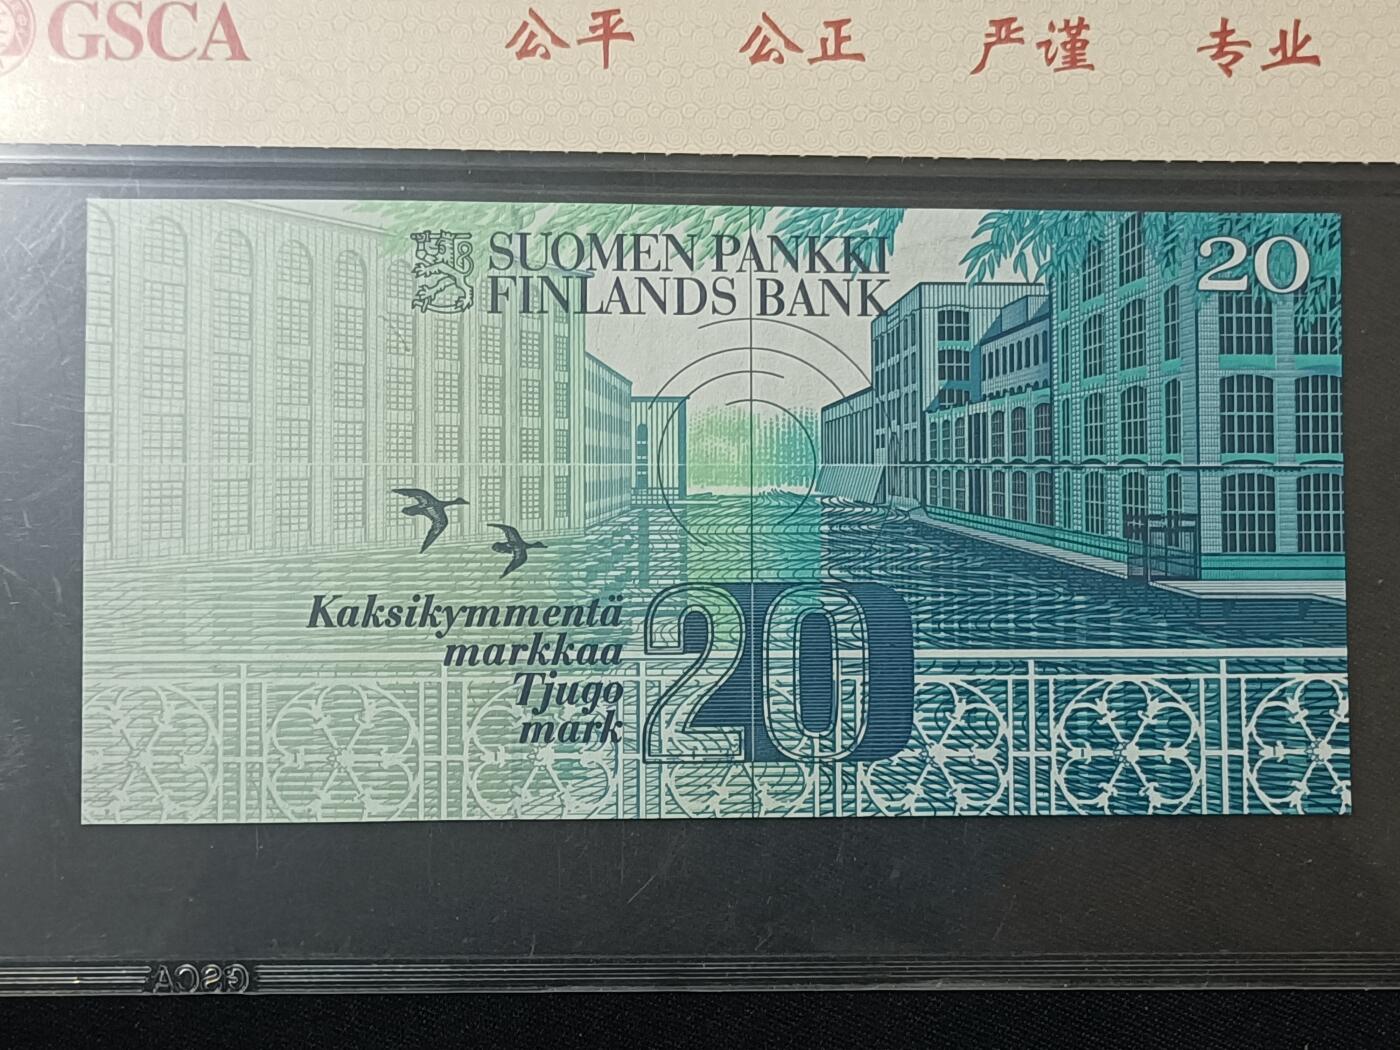 GSCA 公平 公正 严谨 专业
SUOMEN PANKKI 20
FINLANDS BANK
Kaksikymmentä
markkaa
Tjugo
mark
20
GSCA